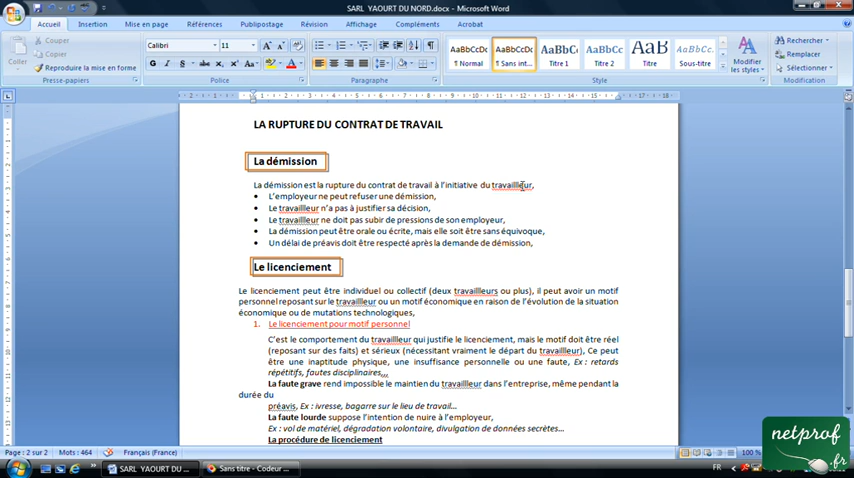 SARL YAOURT DU NORD.docx - Microsoft Word
Accueil Insertion Mise en page Références Publipostage Révision Affichage Compléments Acrobat
Coller
Couper
Copier
Reproduire la mise en forme
Presse-papiers
Calibri 11
G I S abc x₂ x² Aa
Police
Paragraphe
AaBbCcDc AaBbCcDc AaBbC AaBbCc AaB AaBbCc
¶ Normal ¶ Sans int... Titre 1 Titre 2 Titre Sous-titre
Modifier les styles
Style
Rechercher
Remplacer
Sélectionner
Modification
LA RUPTURE DU CONTRAT DE TRAVAIL
La démission
La démission est la rupture du contrat de travail à l'initiative du travaillleur,
• L'employeur ne peut refuser une démission,
• Le travaillleur n'a pas à justifier sa décision,
• Le travaillleur ne doit pas subir de pressions de son employeur,
• La démission peut être orale ou écrite, mais elle soit être sans équivoque,
• Un délai de préavis doit être respecté après la demande de démission,
Le licenciement
Le licenciement peut être individuel ou collectif (deux travaillleurs ou plus), il peut avoir un motif
personnel reposant sur le travaillleur ou un motif économique en raison de l'évolution de la situation
économique ou de mutations technologiques,
1. Le licenciement pour motif personnel
C'est le comportement du travaillleur qui justifie le licenciement, mais le motif doit être réel
(reposant sur des faits) et sérieux (nécessitant vraiment le départ du travaillleur), Ce peut
être une inaptitude physique, une insuffisance personnelle ou une faute, Ex : retards
répétitifs, fautes disciplinaires,,,
La faute grave rend impossible le maintien du travaillleur dans l'entreprise, même pendant la
durée du
préavis, Ex : ivresse, bagarre sur le lieu de travail...
La faute lourde suppose l'intention de nuire à l'employeur,
Ex : vol de matériel, dégradation volontaire, divulgation de données secrètes...
La procédure de licenciement
Page : 2 sur 2 Mots : 464 Français (France) 100 %
SARL YAOURT DU ... Sans titre - Codeur ... FR
netprof
.fr